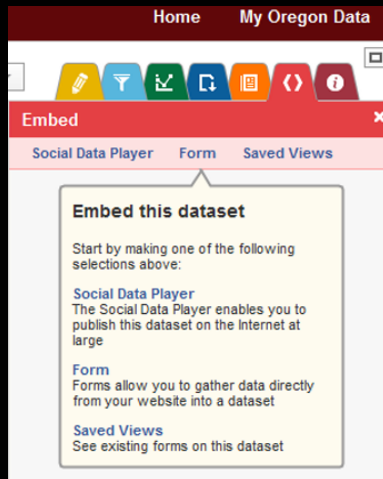 Home My Oregon Data
Embed
Social Data Player Form Saved Views
Embed this dataset
Start by making one of the following
selections above:
Social Data Player
The Social Data Player enables you to
publish this dataset on the Internet at
large
Form
Forms allow you to gather data directly
from your website into a dataset
Saved Views
See existing forms on this dataset